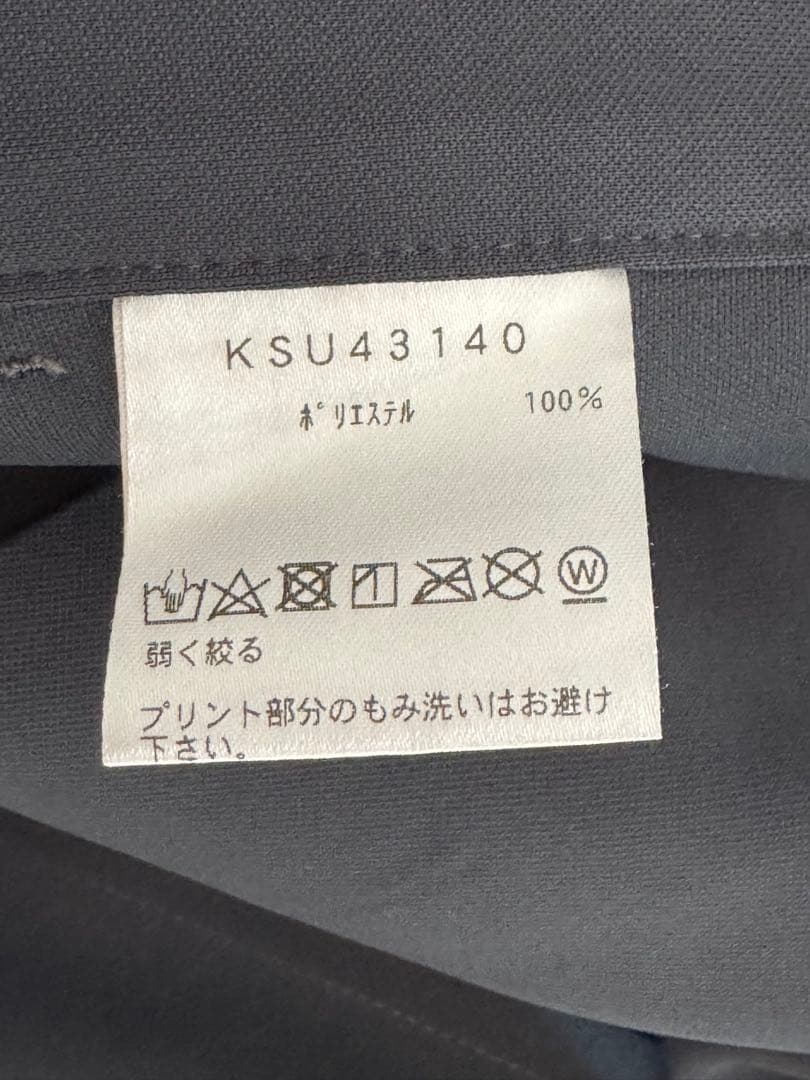 KSU43140
ポリエステル 100%
W
弱く絞る
プリント部分のもみ洗いはお避け
下さい。